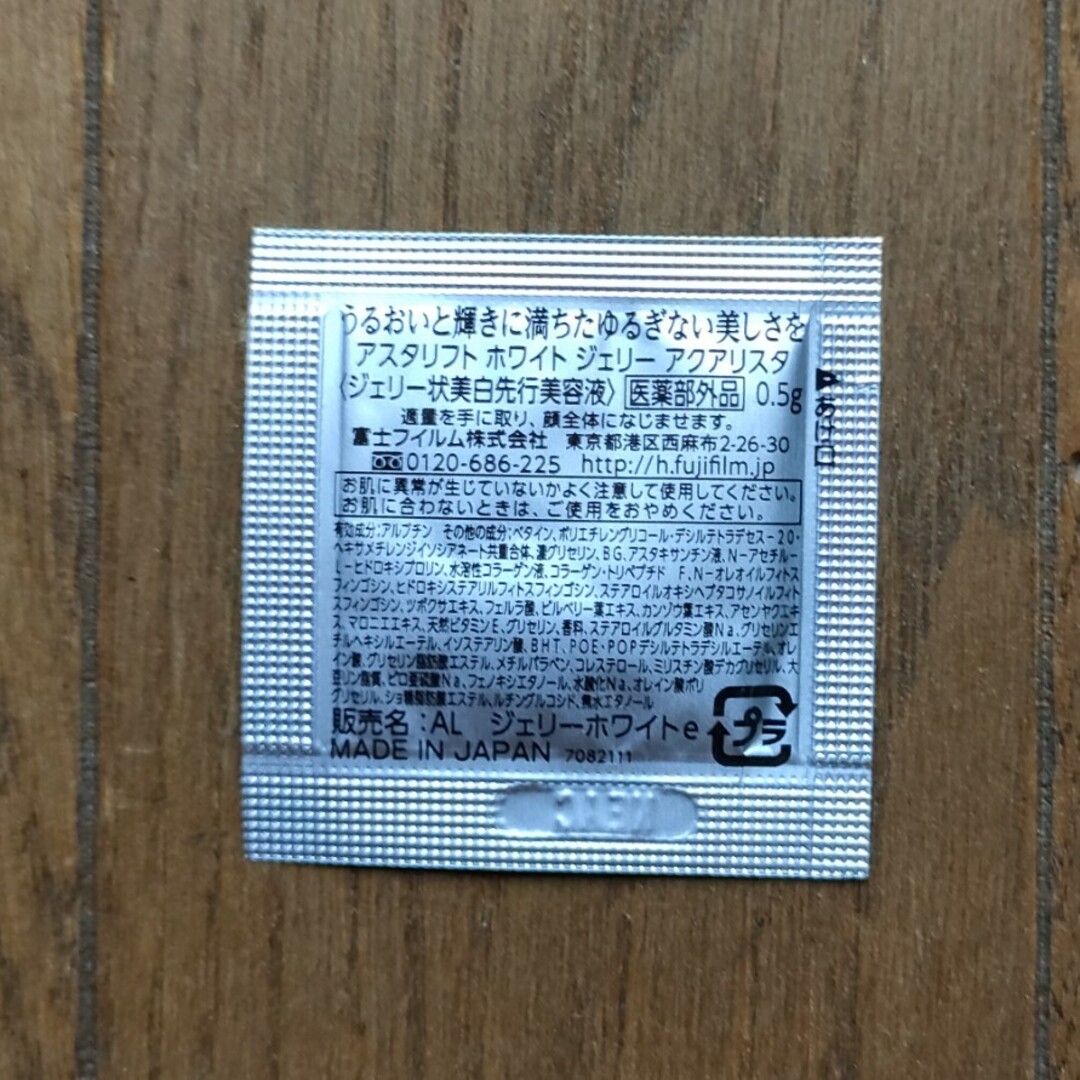 うるおいと輝きに満ちたゆるぎない美しさを
アスタリフト ホワイト ジェリー アクアリスタ
〈ジェリー状美白先行美容液〉 医薬部外品 0.5g
適量を手に取り、顔全体になじませます。
富士フイルム株式会社 東京都港区西麻布2-26-30
0120-686-225 http://h.fujifilm.jp
お肌に異常が生じていないかよく注意して使用してください。
お肌に合わないときは、ご使用をおやめください。
有効成分:アルブチン その他の成分:ベタイン、ポリエチレングリコール・デシルテトラデセス-20・
ヘキサメチレンジイソシアネート共重合体、濃グリセリン、BG、アスタキサンチン液、N-アセチル-
L-ヒドロキシプロリン、水溶性コラーゲン液、コラーゲン・トリペプチド F、N-オレオイルフィトス
フィンゴシン、ヒドロキシステアリルフィトスフィンゴシン、ステアロイルオキシヘプタコサノイルフィト
スフィンゴシン、ツボクサエキス、フェルラ酸、ビルベリー葉エキス、カンゾウ葉エキス、アセンヤクエキ
ス、マロニエエキス、天然ビタミンE、グリセリン、香料、ステアロイルグルタミン酸Na、グリセリンエ
チルヘキシルエーテル、イソステアリン酸、BHT、POE・POPデシルテトラデシルエーテル、オレ
イン酸、グリセリン脂肪酸エステル、メチルパラベン、コレステロール、ミリスチン酸デカグリセリル、大
豆リン脂質、ピロ亜硫酸Na、フェノキシエタノール、水酸化Na、オレイン酸ポリ
グリセリル、ショ糖脂肪酸エステル、ルチングルコシド、無水エタノール
販売名:AL ジェリーホワイトe
プラ
MADE IN JAPAN 7082111
▲あけ口